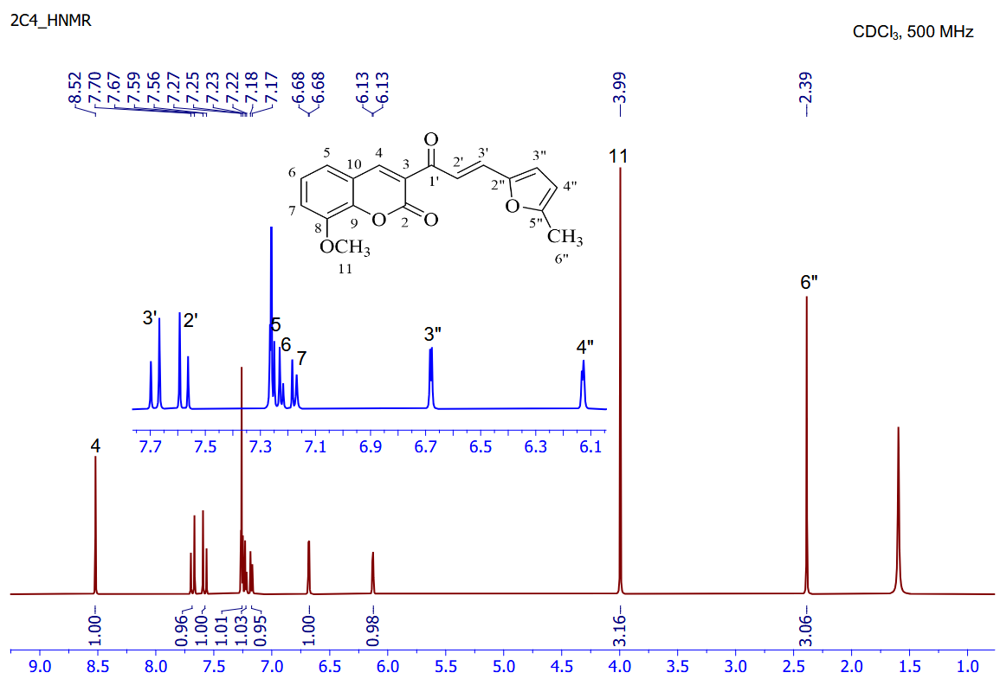 2C4_HNMR
CDCl₃, 500 MHz
8.52 7.70 7.67 7.59 7.56 7.27 7.25 7.23 7.22 7.18 7.17 6.68 6.68 6.13 6.13 3.99 2.39
O
5 4 3 2' 3' 3"
6 10 1' 2" 4"
7 8 9 O 2 O O 5"
OCH₃ CH₃
11 6"
11
6"
3' 2' 5 6 7 3" 4"
7.7 7.5 7.3 7.1 6.9 6.7 6.5 6.3 6.1
4
1.00 0.96 1.00 1.01 1.03 0.95 1.00 0.98 3.16 3.06
9.0 8.5 8.0 7.5 7.0 6.5 6.0 5.5 5.0 4.5 4.0 3.5 3.0 2.5 2.0 1.5 1.0